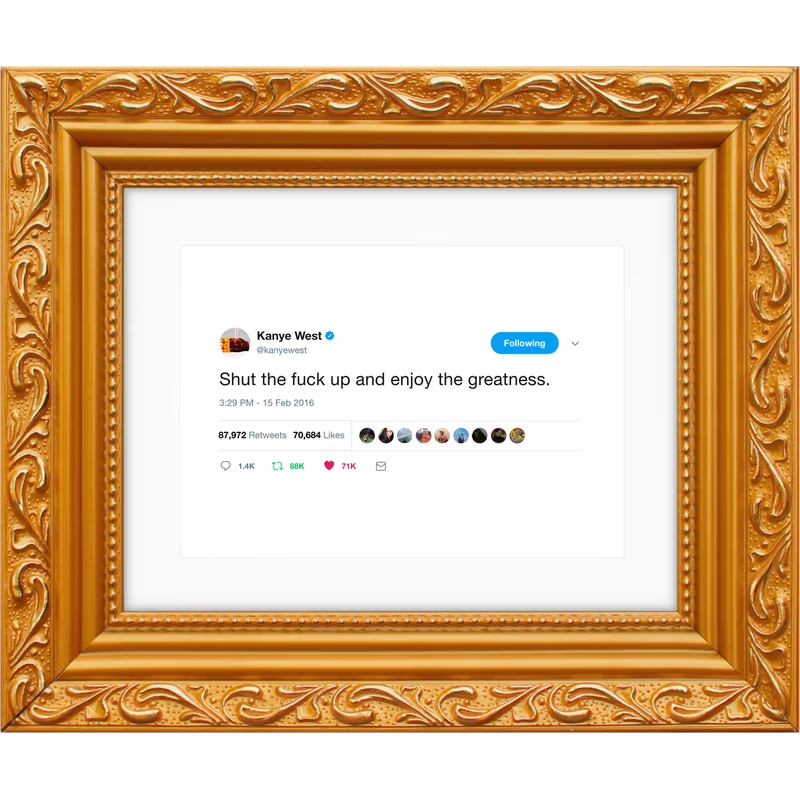 Kanye West
@kanyewest
Following
Shut the fuck up and enjoy the greatness.
3:29 PM - 15 Feb 2016
87,972 Retweets 70,684 Likes
1.4K 88K 71K